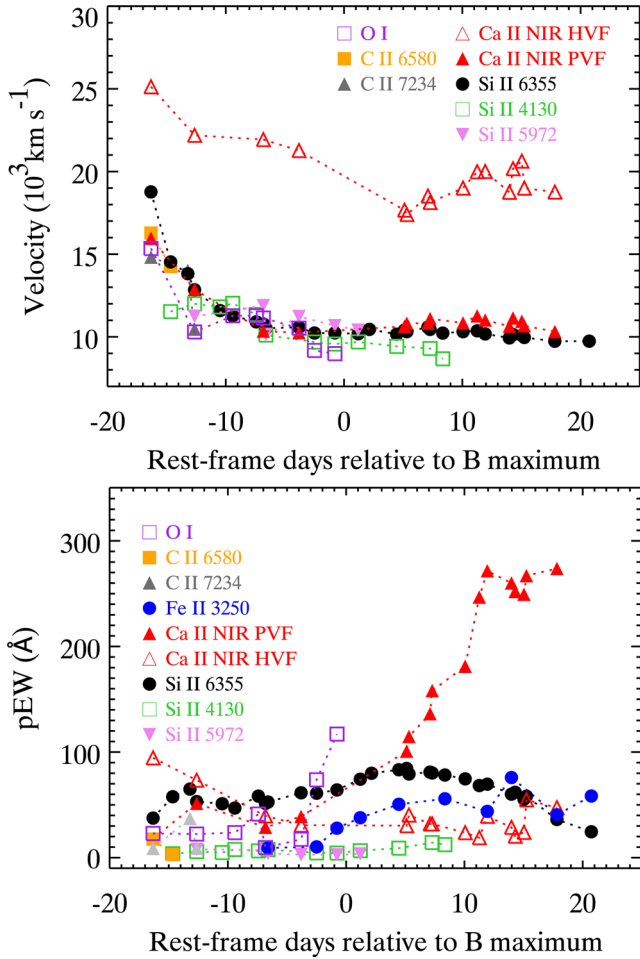 30
25
20
15
10
Velocity (10³km s⁻¹)
O I
C II 6580
C II 7234
Ca II NIR HVF
Ca II NIR PVF
Si II 6355
Si II 4130
Si II 5972
-20 -10 0 10 20
Rest-frame days relative to B maximum
300
200
100
0
pEW (Å)
O I
C II 6580
C II 7234
Fe II 3250
Ca II NIR PVF
Ca II NIR HVF
Si II 6355
Si II 4130
Si II 5972
-20 -10 0 10 20
Rest-frame days relative to B maximum